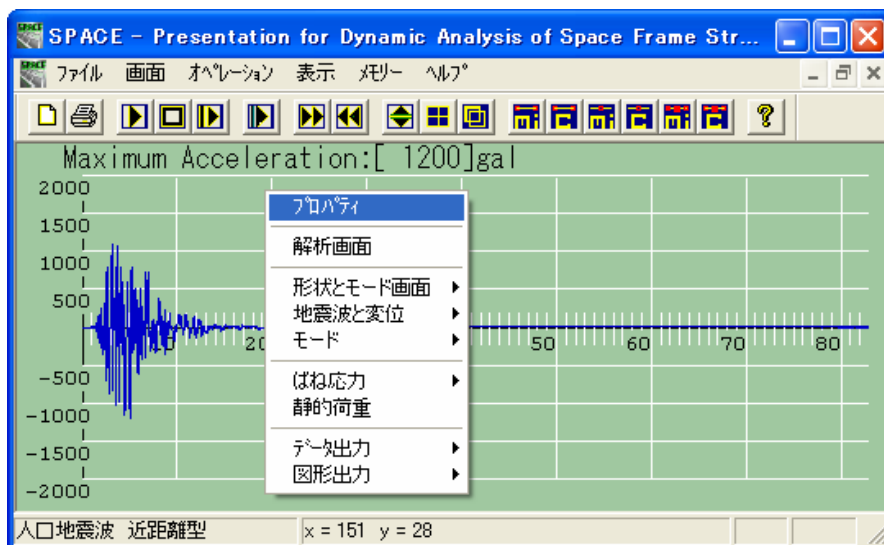 SPACE - Presentation for Dynamic Analysis of Space Frame Str...
ファイル 画面 オペレーション 表示 メモリー ヘルプ
Maximum Acceleration:[ 1200]gal
2000
1500
1000
500
-500
-1000
-1500
-2000
50 60 70 80
プロパティ
解析画面
形状とモード画面
地震波と変位
モード
ばね応力
静的荷重
データ出力
図形出力
人口地震波 近距離型 x = 151 y = 28